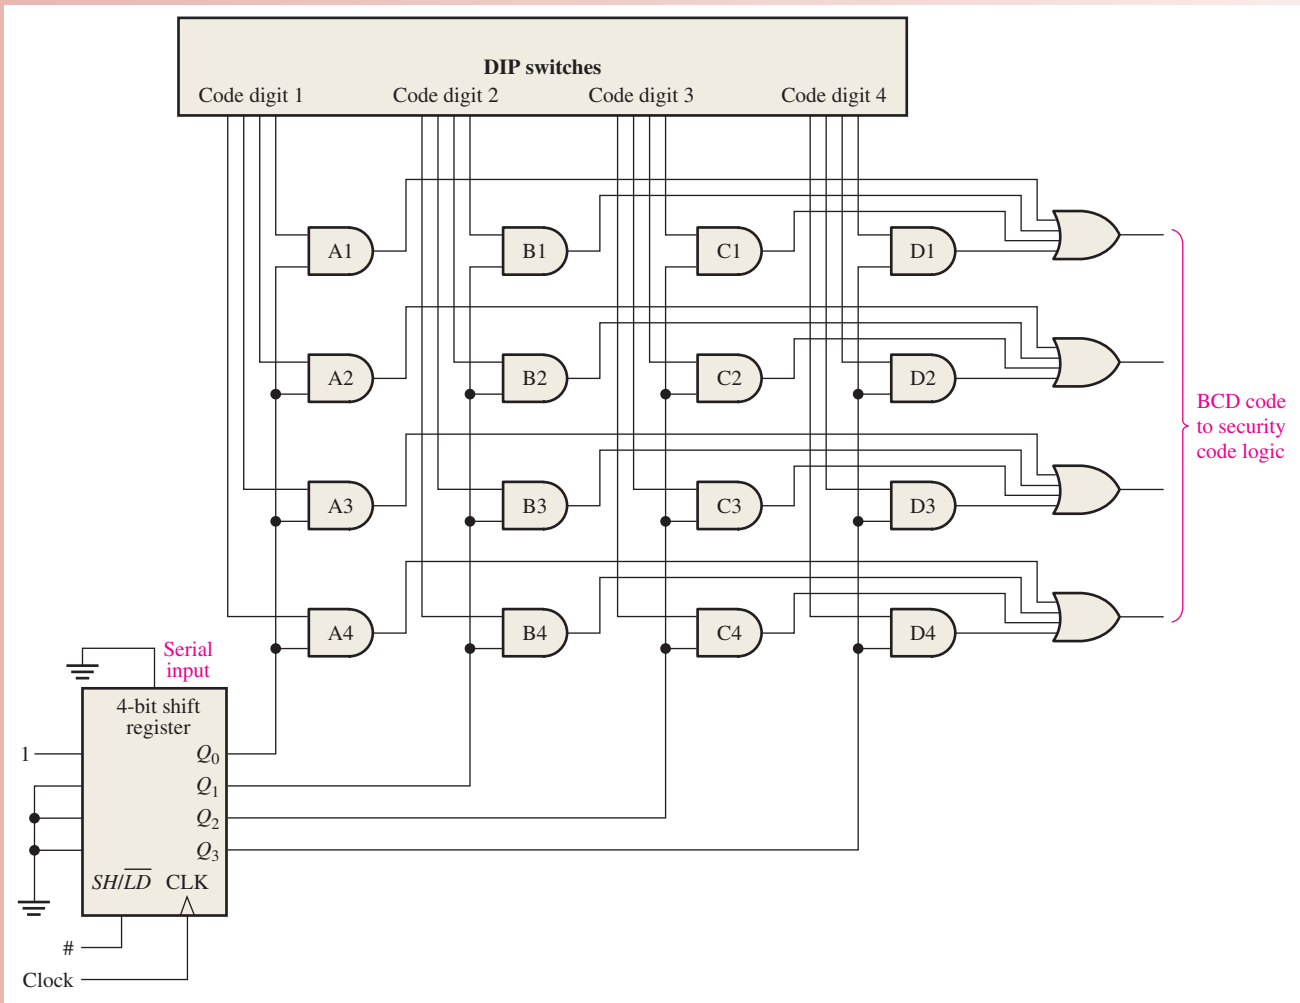 DIP switches
Code digit 1 Code digit 2 Code digit 3 Code digit 4
A1 B1 C1 D1
A2 B2 C2 D2
BCD code
to security
code logic
A3 B3 C3 D3
A4 B4 C4 D4
Serial
input
4-bit shift
register
1 Q₀
Q₁
Q₂
Q₃
SH/L̅D̅ CLK
#
Clock